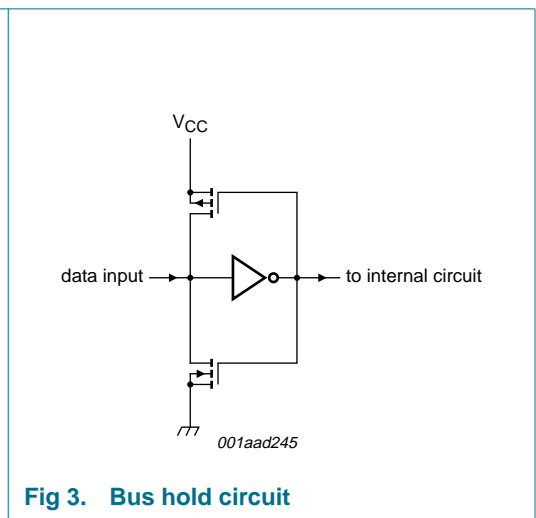 VCC
data input
to internal circuit
001aad245
Fig 3. Bus hold circuit